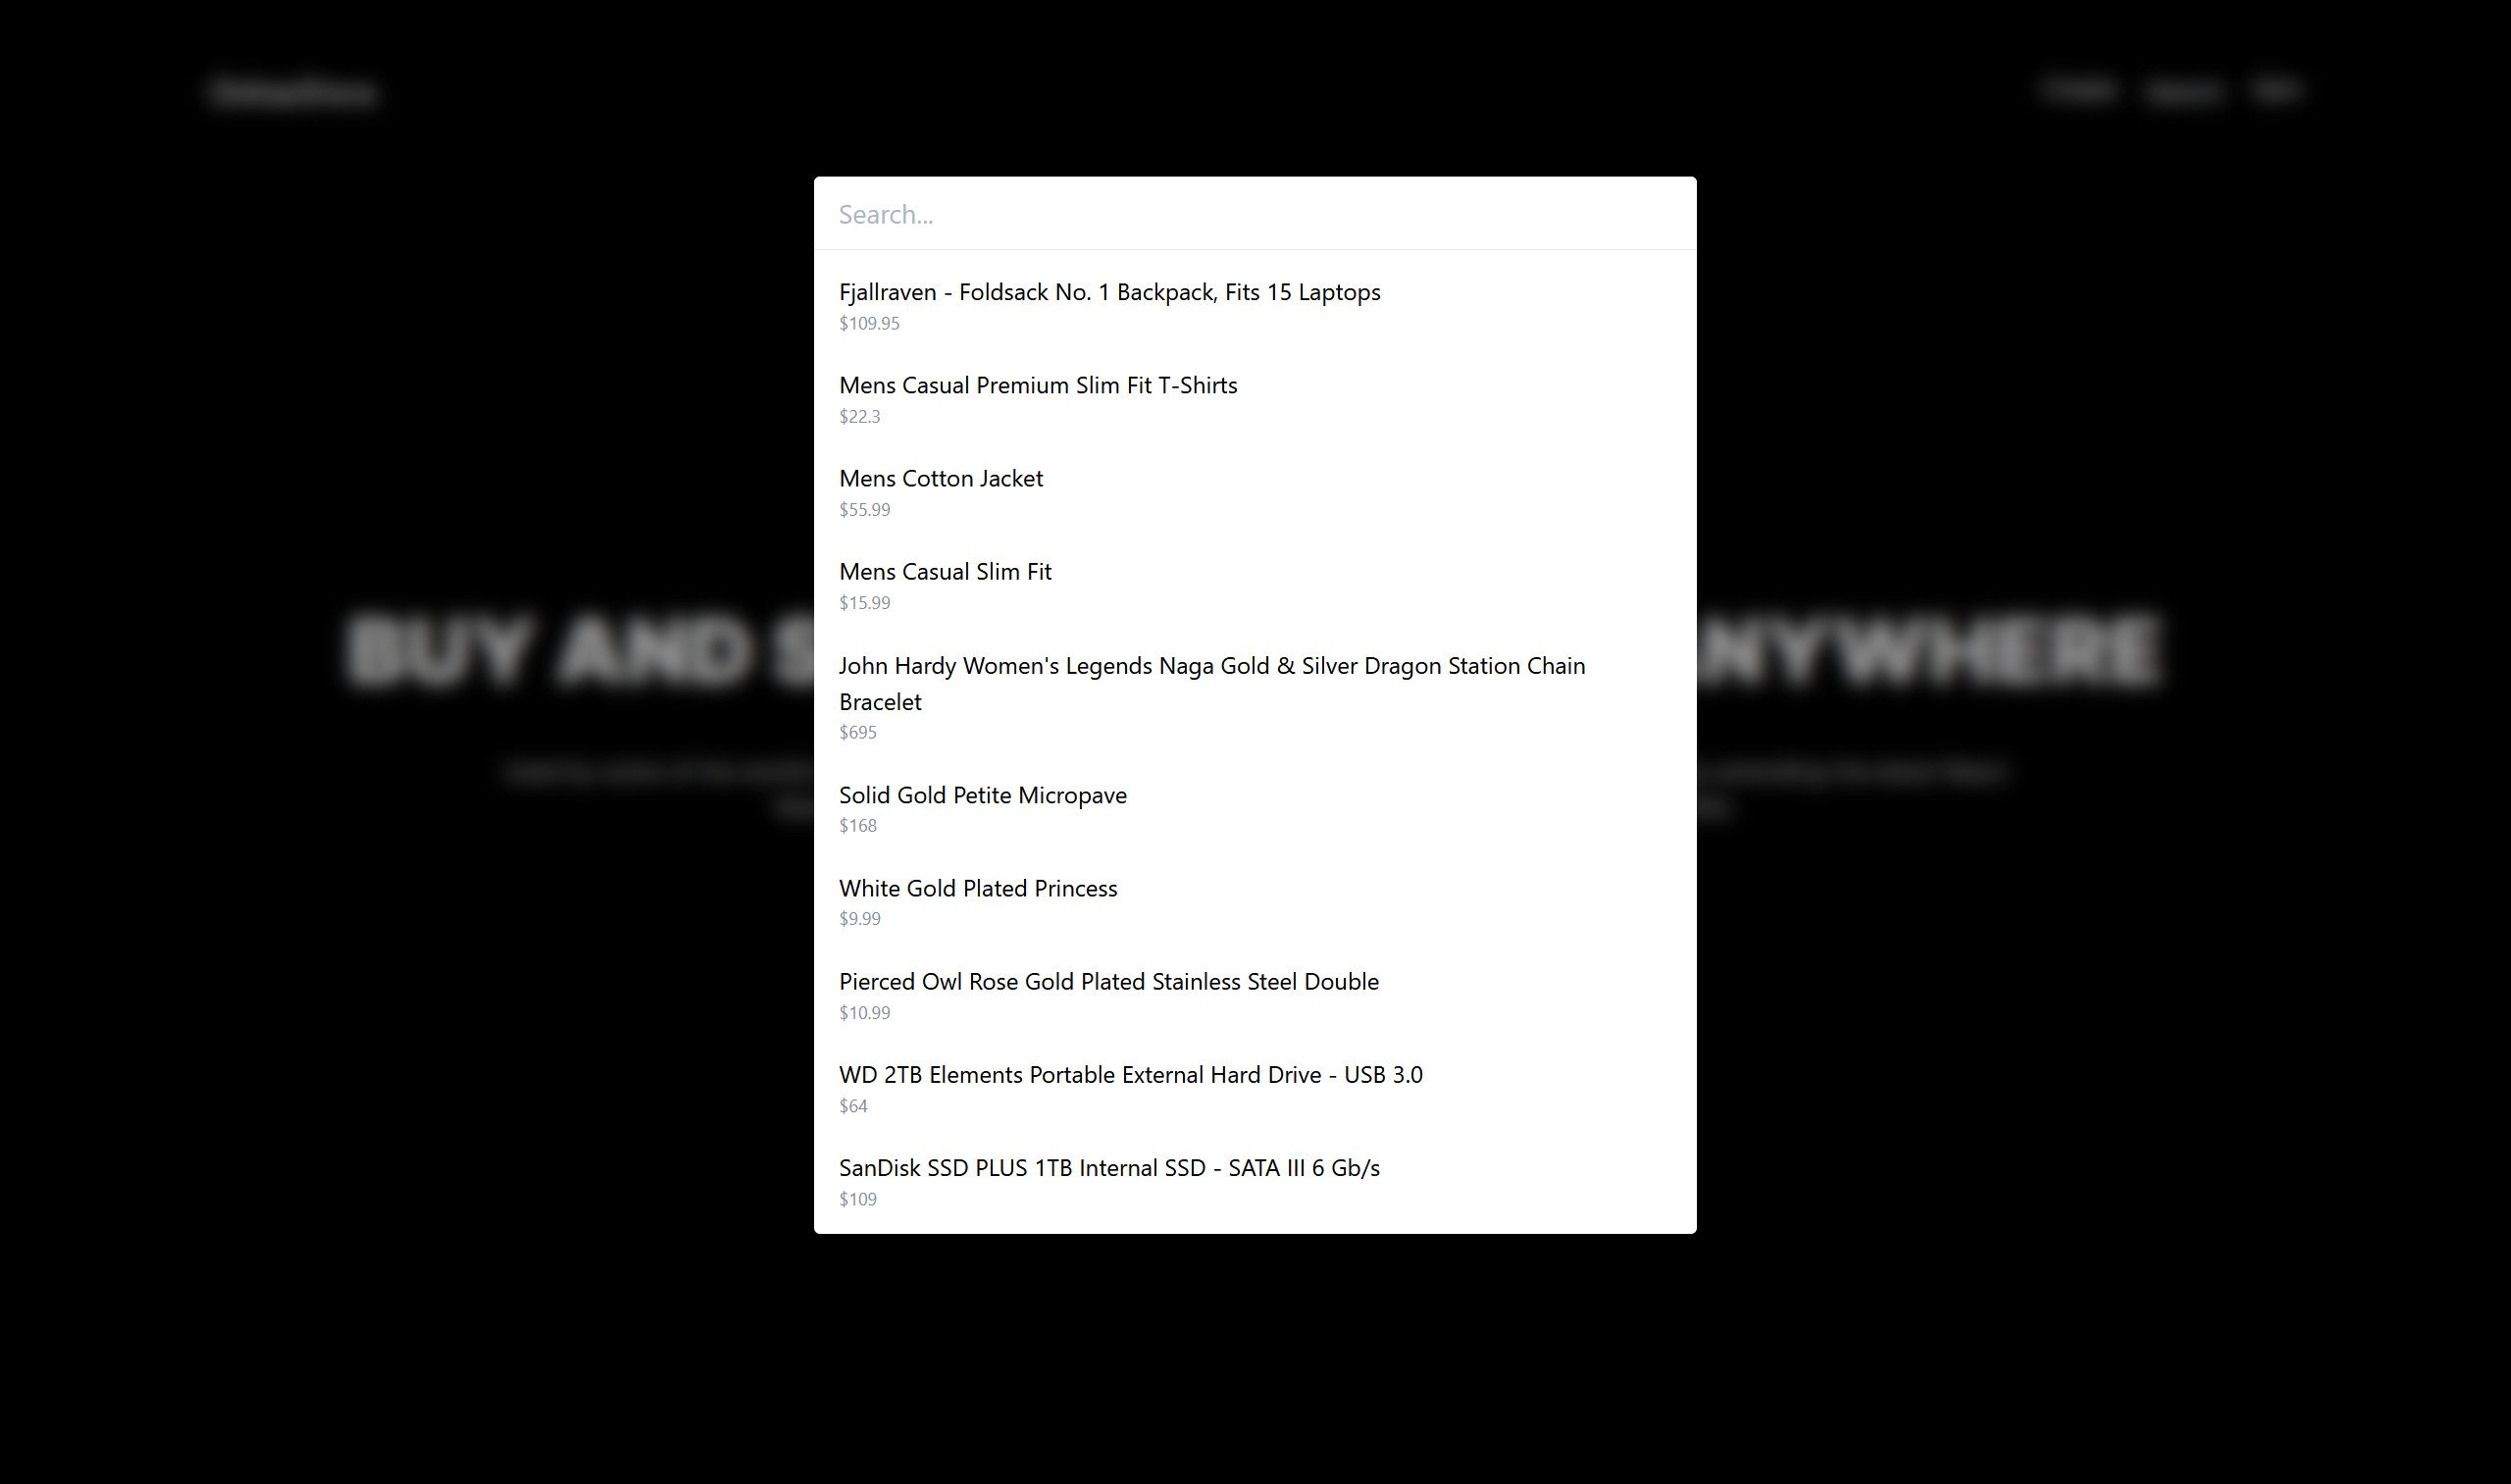 BUY AND S
NYWHERE
Search...
Fjallraven - Foldsack No. 1 Backpack, Fits 15 Laptops
$109.95
Mens Casual Premium Slim Fit T-Shirts
$22.3
Mens Cotton Jacket
$55.99
Mens Casual Slim Fit
$15.99
John Hardy Women's Legends Naga Gold & Silver Dragon Station Chain
Bracelet
$695
Solid Gold Petite Micropave
$168
White Gold Plated Princess
$9.99
Pierced Owl Rose Gold Plated Stainless Steel Double
$10.99
WD 2TB Elements Portable External Hard Drive - USB 3.0
$64
SanDisk SSD PLUS 1TB Internal SSD - SATA III 6 Gb/s
$109